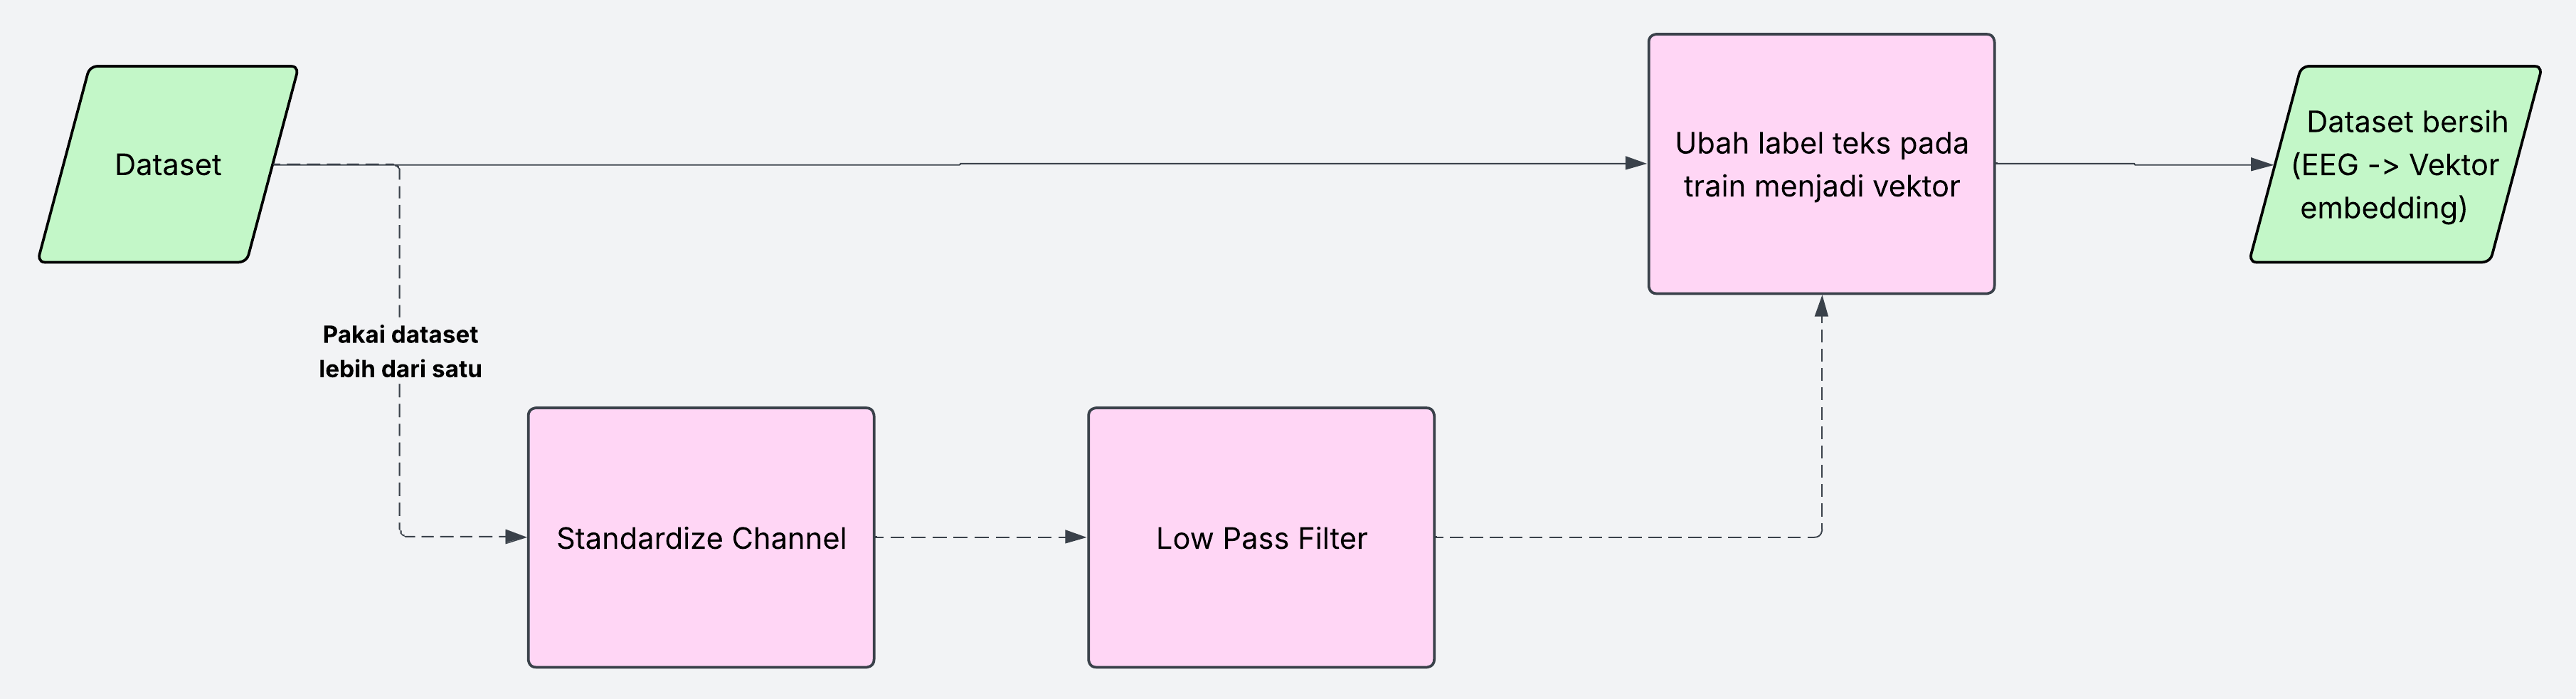 Dataset
Ubah label teks pada
train menjadi vektor
Dataset bersih
(EEG -> Vektor
embedding)
Pakai dataset
lebih dari satu
Standardize Channel
Low Pass Filter